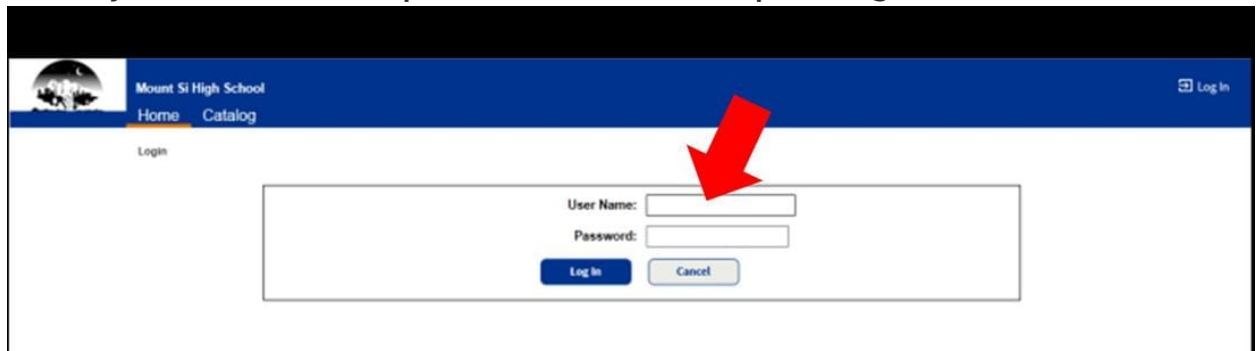 Mount Si High School
Log In
Home Catalog
Login
User Name:
Password:
Log In Cancel